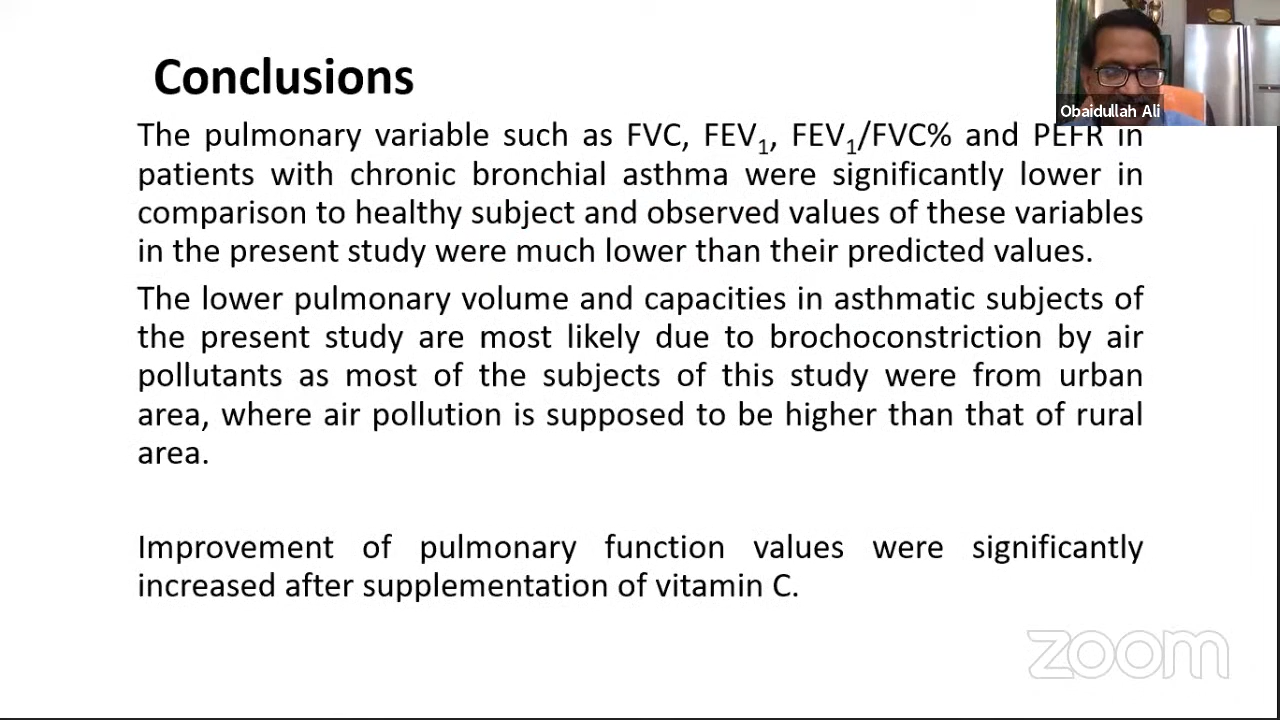 Conclusions
Obaidullah Ali
The pulmonary variable such as FVC, FEV1, FEV1/FVC% and PEFR in
patients with chronic bronchial asthma were significantly lower in
comparison to healthy subject and observed values of these variables
in the present study were much lower than their predicted values.
The lower pulmonary volume and capacities in asthmatic subjects of
the present study are most likely due to brochoconstriction by air
pollutants as most of the subjects of this study were from urban
area, where air pollution is supposed to be higher than that of rural
area.
Improvement of pulmonary function values were significantly
increased after supplementation of vitamin C.
zoom